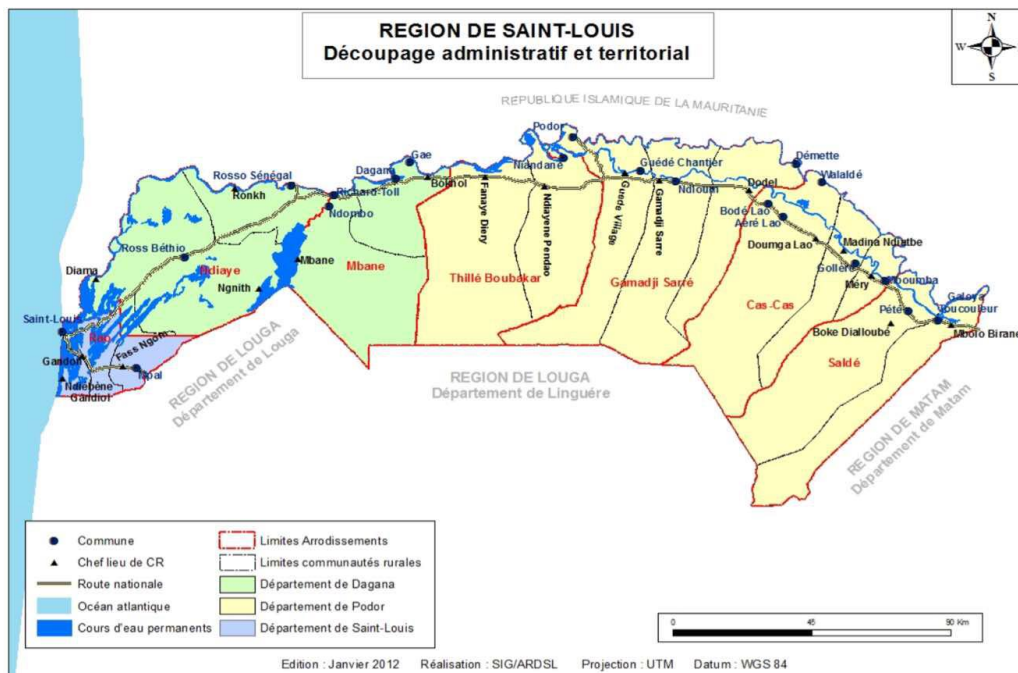 REGION DE SAINT-LOUIS
Découpage administratif et territorial
N
W
E
S
REPUBLIQUE ISLAMIQUE DE LA MAURITANIE
Podor
Niandane
Guédé Chantier
Démette
Walaldé
Gae
Dagana
Bokhol
Rosso Sénégal
Ronkh
Richard-Toll
Ndombo
Fanaye Diery
Ndiayene Pendao
Guede Village
Gamadji Sarre
Ndioum
Dodel
Bodé Lao
Aéré Lao
Doumga Lao
Madina Ndiatbe
Golléré
Méry
Mboumba
Galoya
Toucouleur
Pété
Mbolo Birane
Boke Dialloubé
Ross Béthio
Ndiaye
Mbane
Mbane
Ngnith
Diama
Thillé Boubakar
Gamadji Sarré
Cas-Cas
Saldé
Saint-Louis
Rao
Gandon
Fass Ngom
Mpal
Ndiebène
Gandiol
REGION DE LOUGA
Département de Louga
REGION DE LOUGA
Département de Linguère
REGION DE MATAM
Département de Matam
Commune
Chef lieu de CR
Route nationale
Océan atlantique
Cours d'eau permanents
Limites Arrodissements
Limites communautés rurales
Département de Dagana
Département de Podor
Département de Saint-Louis
0 45 90 Km
Edition : Janvier 2012 Réalisation : SIG/ARDSL Projection : UTM Datum : WGS 84